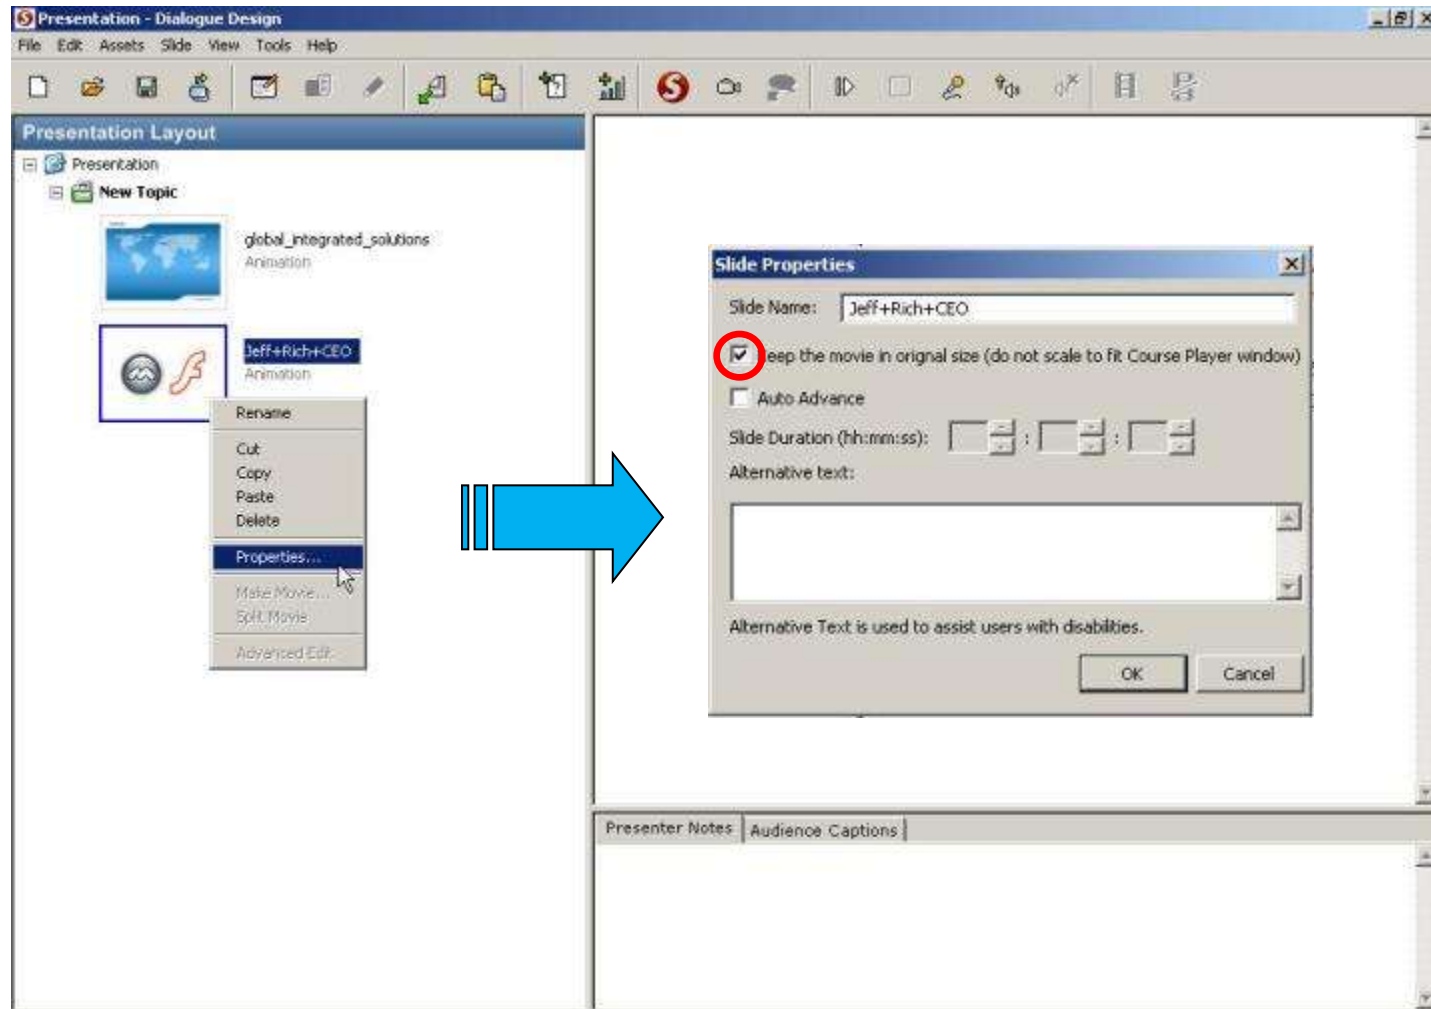 Presentation - Dialogue Design
File Edit Assets Slide View Tools Help
Presentation Layout
Presentation
New Topic
global_integrated_solutions
Animation
Jeff+Rich+CEO
Animation
Rename
Cut
Copy
Paste
Delete
Properties...
Make Movie...
Split Movie
Advanced Edit
Slide Properties
Slide Name: Jeff+Rich+CEO
eep the movie in orignal size (do not scale to fit Course Player window)
Auto Advance
Slide Duration (hh:mm:ss): : :
Alternative text:
Alternative Text is used to assist users with disabilities.
OK Cancel
Presenter Notes Audience Captions